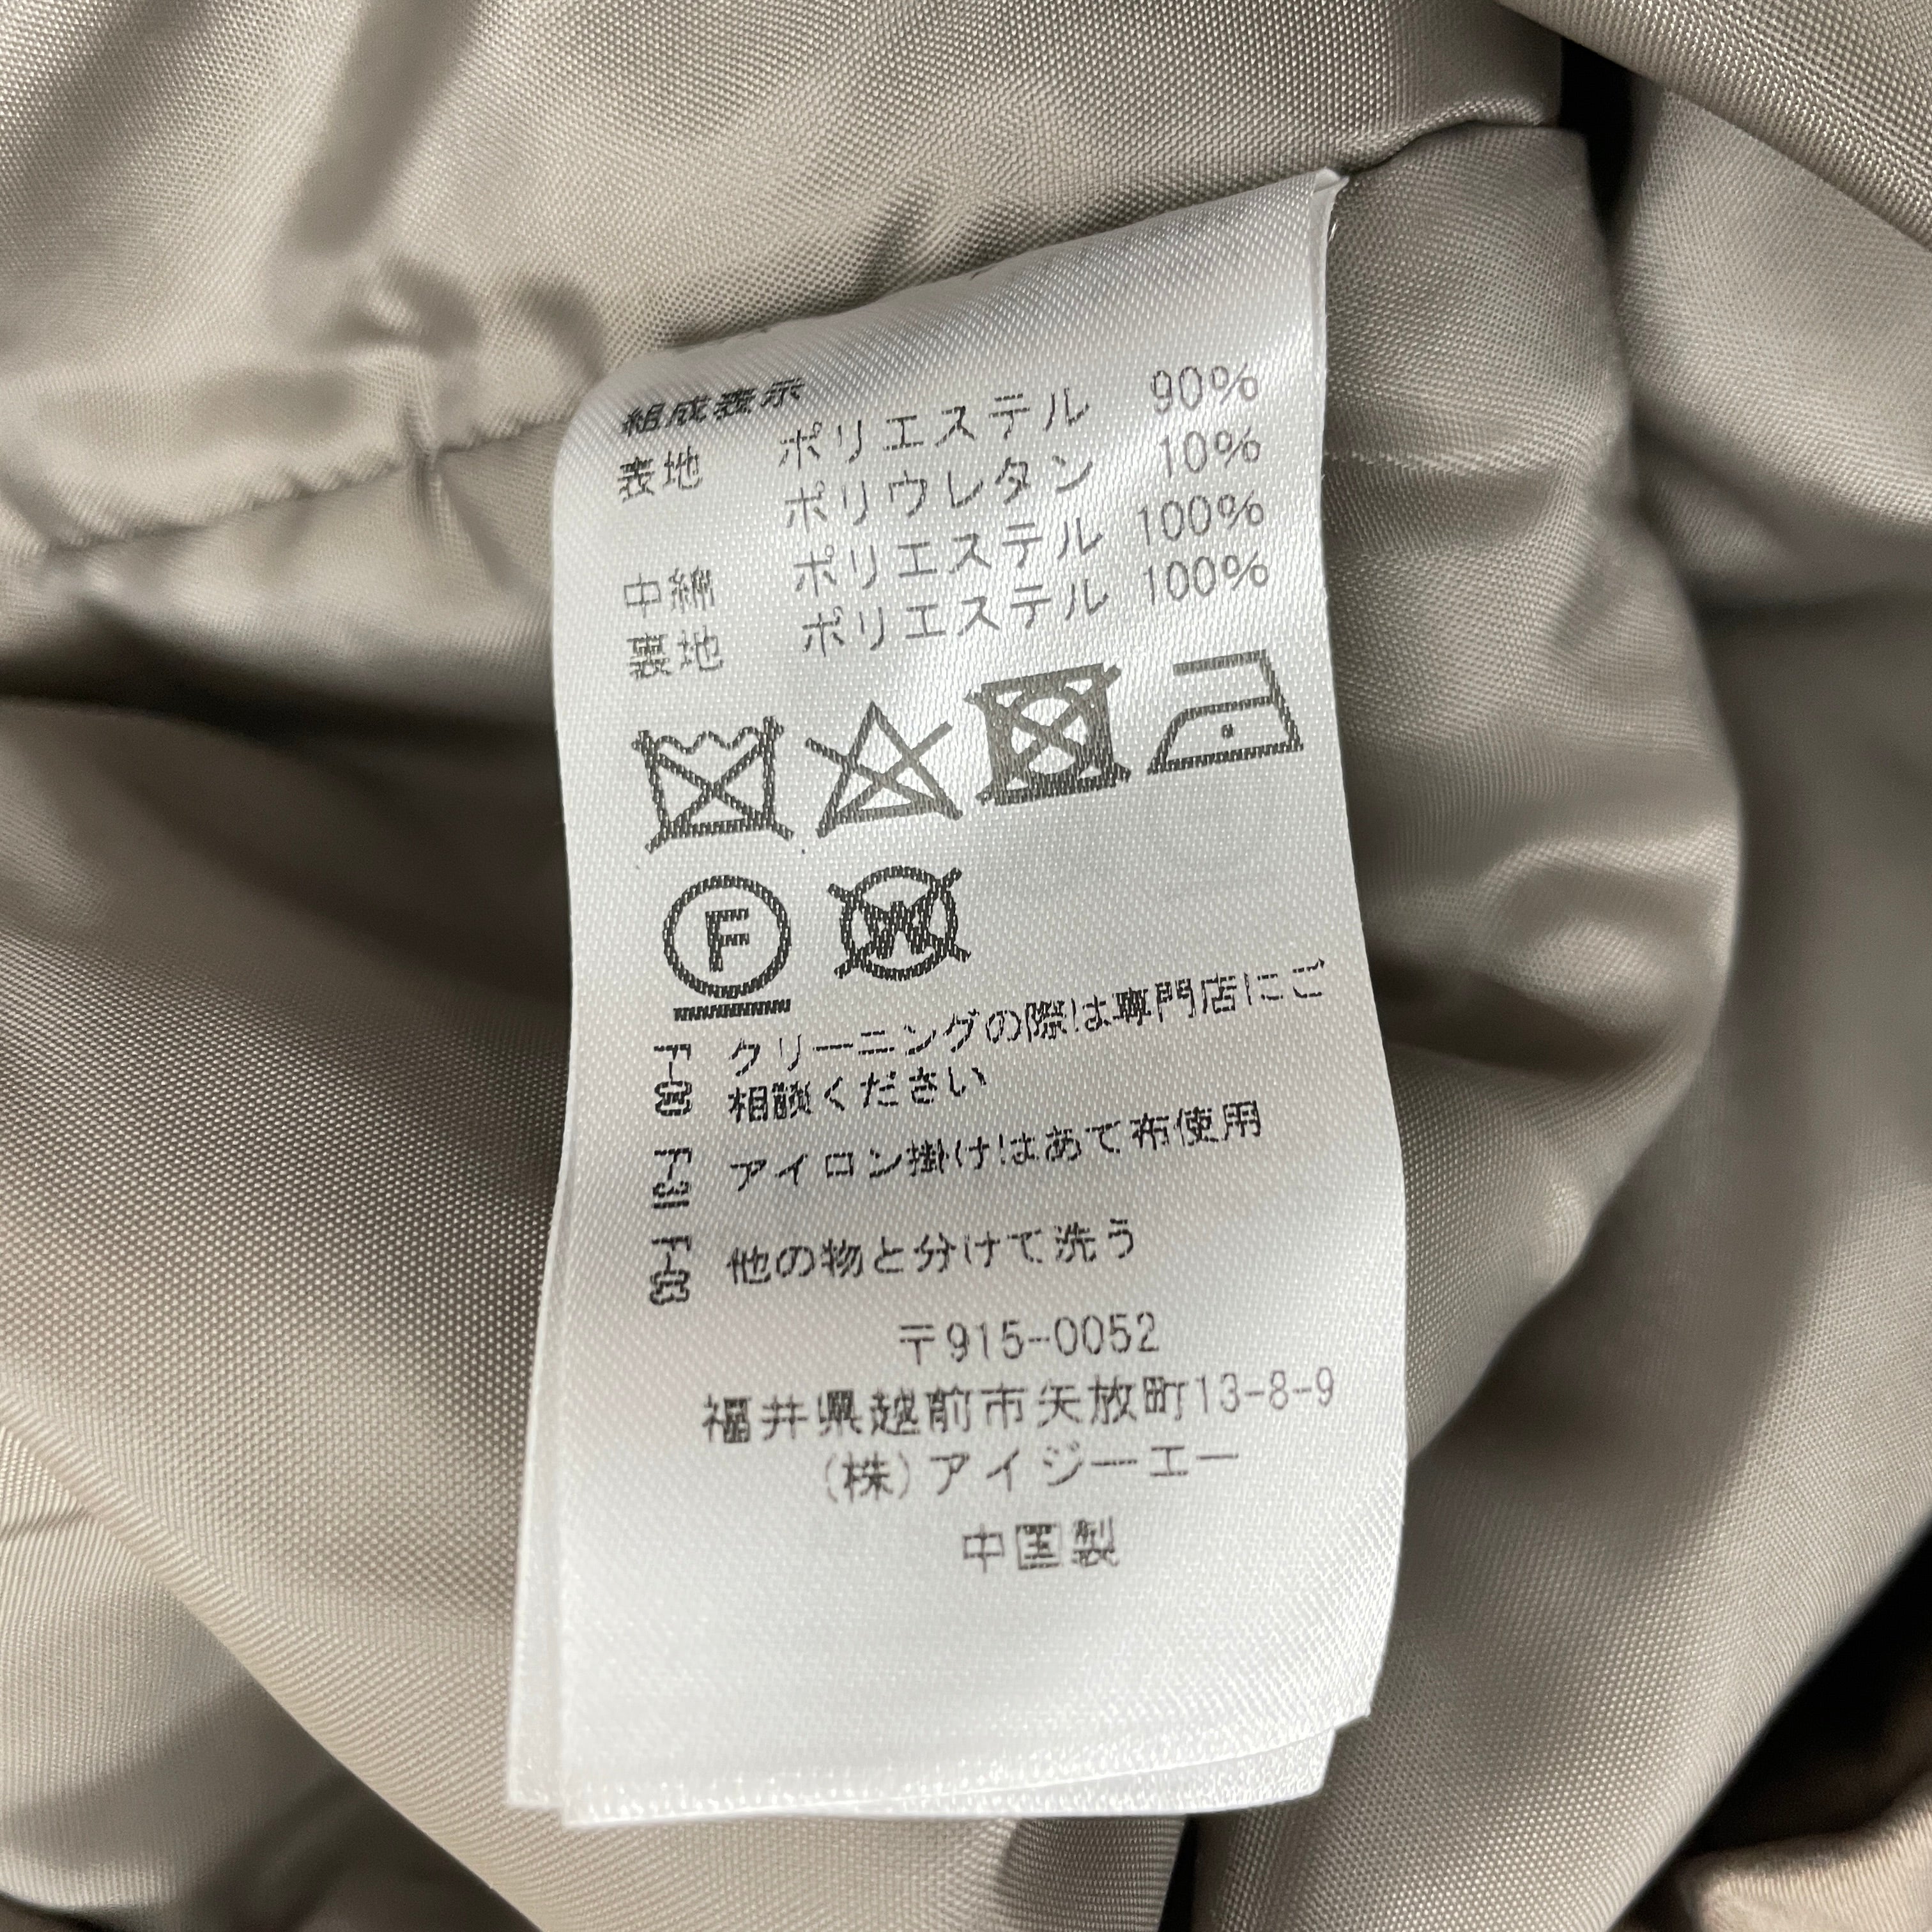 組成表示
表地 ポリエステル 90%
ポリウレタン 10%
中綿 ポリエステル 100%
裏地 ポリエステル 100%
F
W
F-00 クリーニングの際は専門店にご
相談ください
F-31 アイロン掛けはあて布使用
F-03 他の物と分けて洗う
〒915-0052
福井県越前市矢放町13-8-9
(株)アイジーエー
中国製